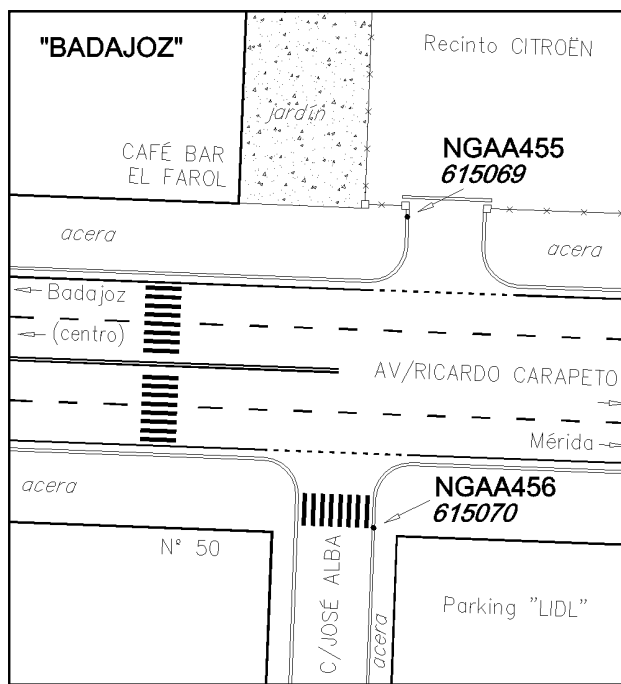 "BADAJOZ"
Recinto CITROËN
jardín
CAFÉ BAR
EL FAROL
NGAA455
615069
acera
acera
Badajoz
(centro)
AV/RICARDO CARAPETO
Mérida
acera
NGAA456
615070
Nº 50
C/JOSÉ ALBA
acera
Parking "LIDL"